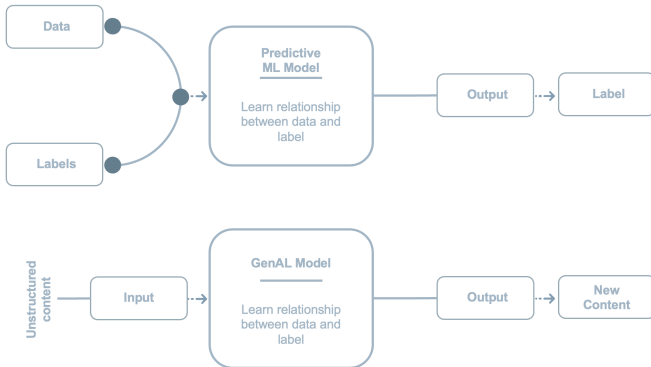 Data
Labels
Predictive
ML Model
Learn relationship
between data and
label
Output
Label
Unstructured
content
Input
GenAL Model
Learn relationship
between data and
label
Output
New
Content